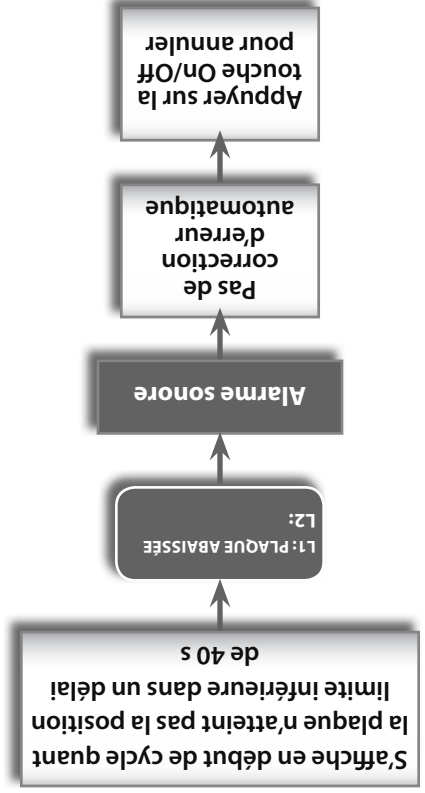 S'affiche en début de cycle quant
la plaque n'atteint pas la position
limite inférieure dans un délai
de 40 s
L1: PLAQUE ABAISSÉE
L2:
Alarme sonore
Pas de
correction
d'erreur
automatique
Appuyer sur la
touche On/Off
pour annuler